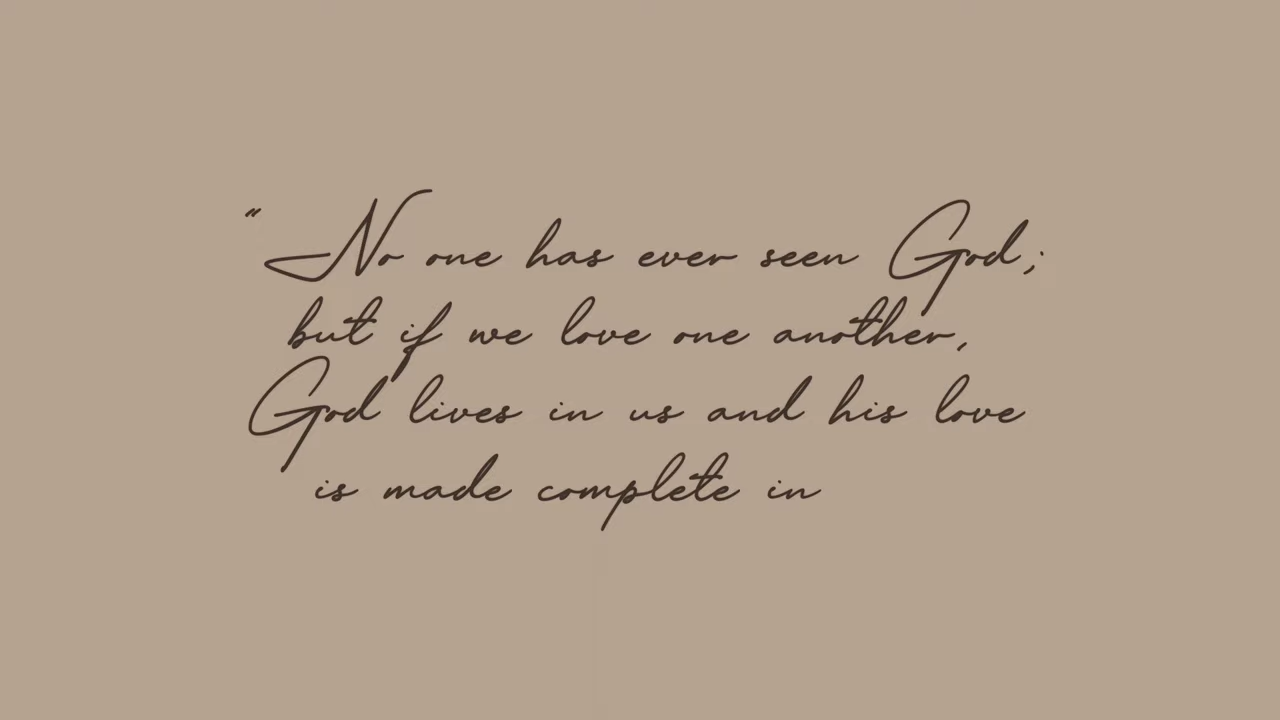 “ No one has ever seen God;
but if we love one another,
God lives in us and his love
is made complete in